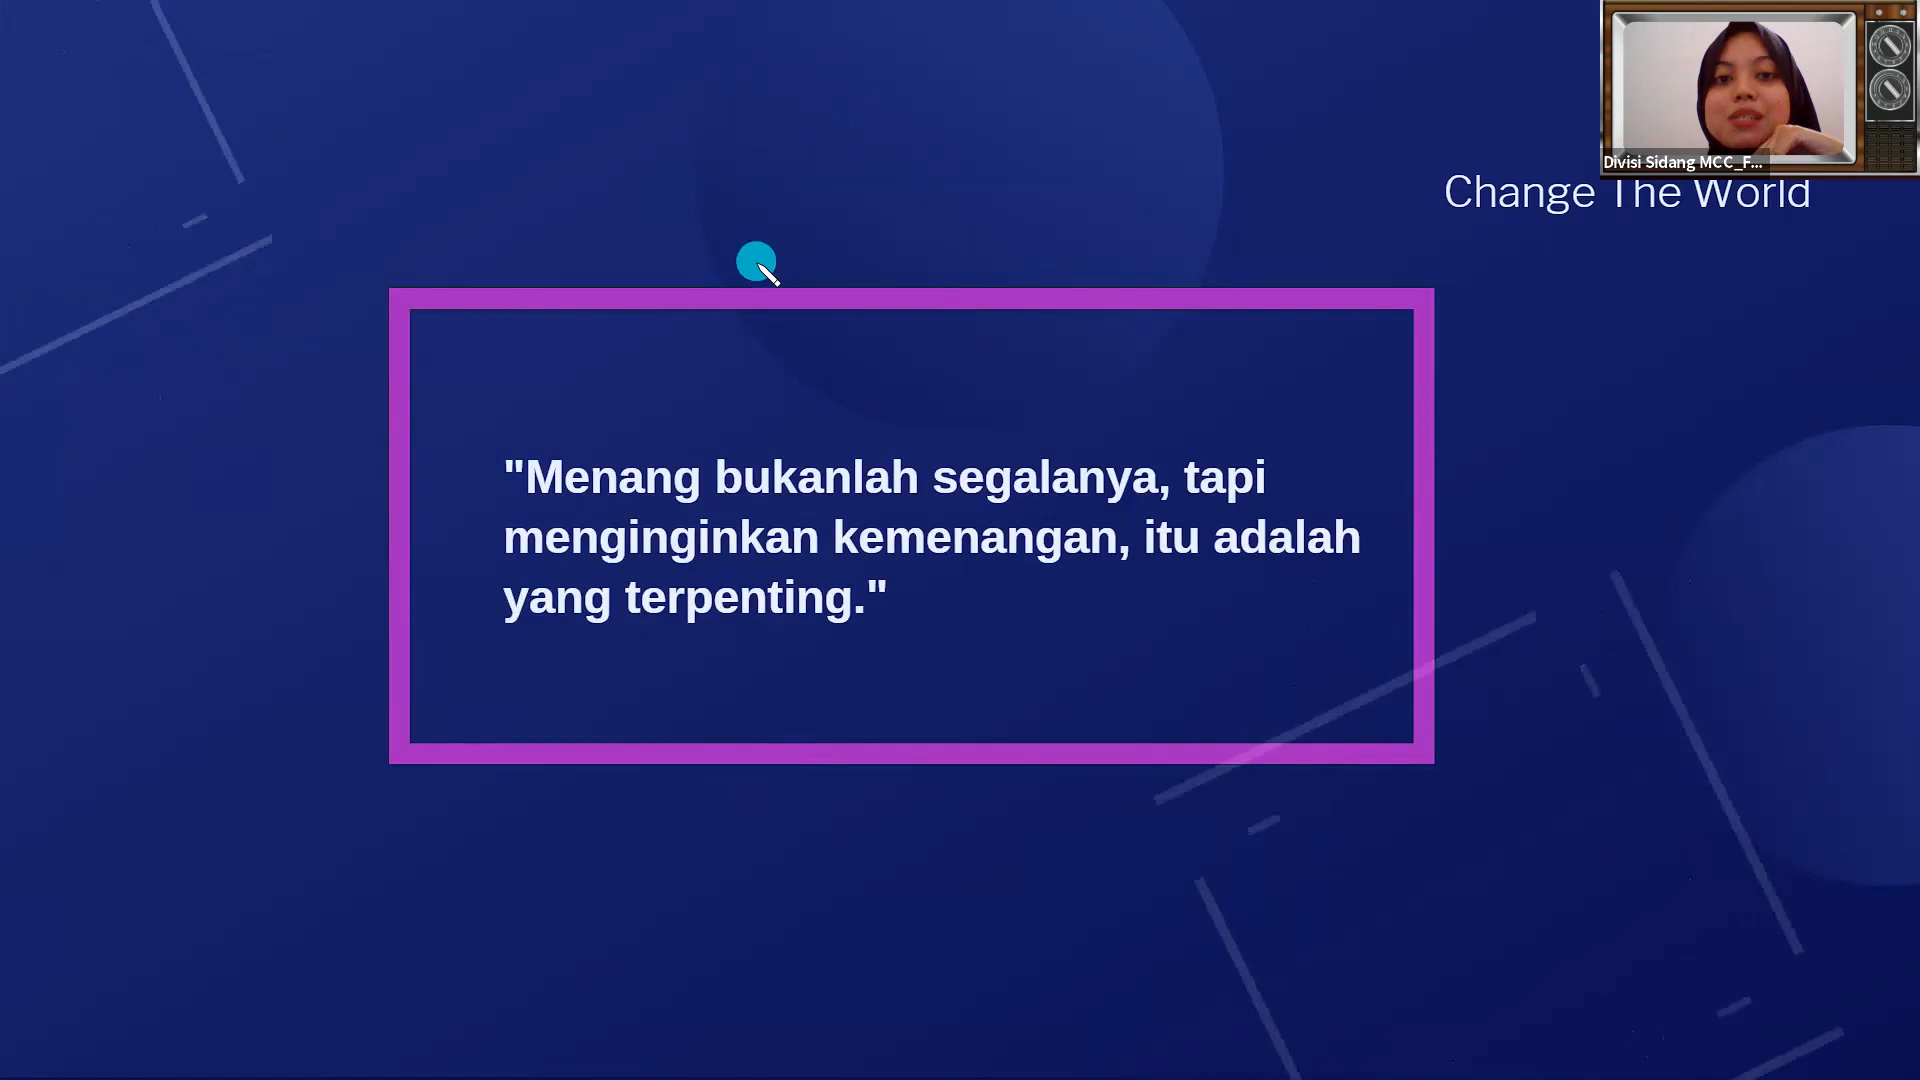 Divisi Sidang MCC_F...
Change The World
"Menang bukanlah segalanya, tapi
menginginkan kemenangan, itu adalah
yang terpenting."